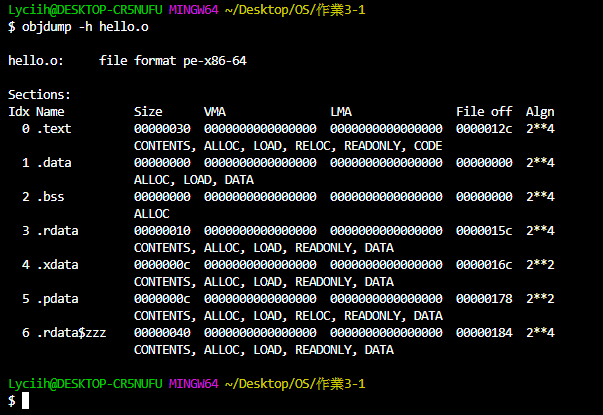 Lyciih@DESKTOP-CR5NUFU MINGW64 ~/Desktop/OS/作業3-1
$ objdump -h hello.o

hello.o:     file format pe-x86-64

Sections:
Idx Name          Size      VMA               LMA               File off  Algn
  0 .text         00000030  0000000000000000  0000000000000000  0000012c  2**4
                  CONTENTS, ALLOC, LOAD, RELOC, READONLY, CODE
  1 .data         00000000  0000000000000000  0000000000000000  00000000  2**4
                  ALLOC, LOAD, DATA
  2 .bss          00000000  0000000000000000  0000000000000000  00000000  2**4
                  ALLOC
  3 .rdata        00000010  0000000000000000  0000000000000000  0000015c  2**4
                  CONTENTS, ALLOC, LOAD, READONLY, DATA
  4 .xdata        0000000c  0000000000000000  0000000000000000  0000016c  2**2
                  CONTENTS, ALLOC, LOAD, READONLY, DATA
  5 .pdata        0000000c  0000000000000000  0000000000000000  00000178  2**2
                  CONTENTS, ALLOC, LOAD, RELOC, READONLY, DATA
  6 .rdata$zzz    00000040  0000000000000000  0000000000000000  00000184  2**4
                  CONTENTS, ALLOC, LOAD, READONLY, DATA

Lyciih@DESKTOP-CR5NUFU MINGW64 ~/Desktop/OS/作業3-1
$